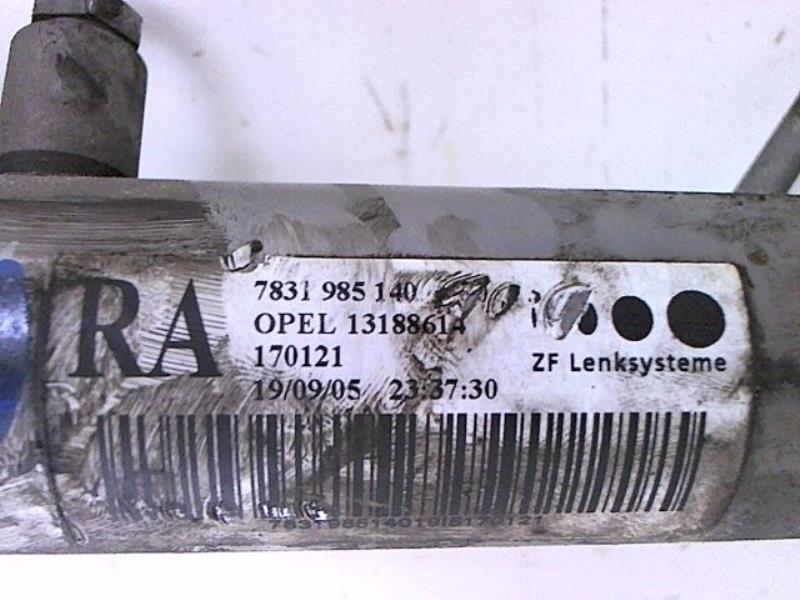 RA
7831 985 140
OPEL 13188614
170121
19/09/05 23:37:30
ZF Lenksysteme